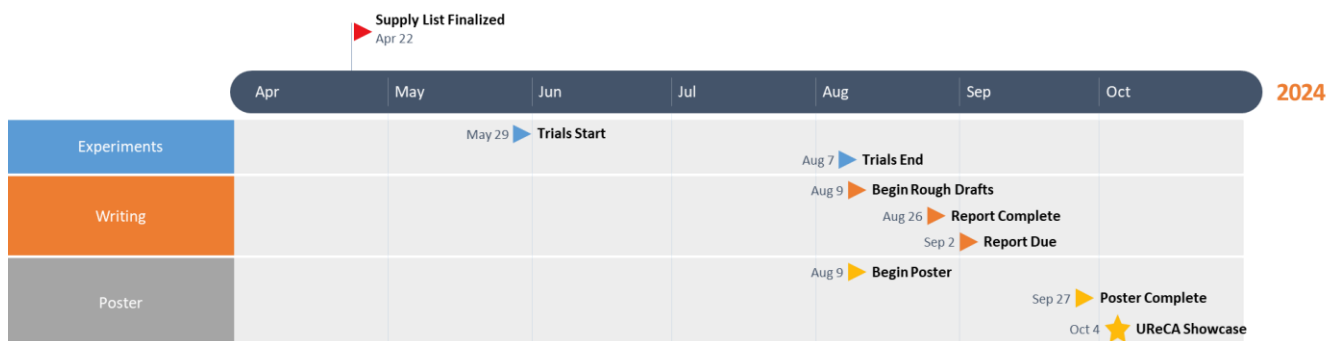 Supply List Finalized
Apr 22
Apr May Jun Jul Aug Sep Oct 2024
Experiments
May 29 Trials Start
Aug 7 Trials End
Writing
Aug 9 Begin Rough Drafts
Aug 26 Report Complete
Sep 2 Report Due
Poster
Aug 9 Begin Poster
Sep 27 Poster Complete
Oct 4 UReCA Showcase